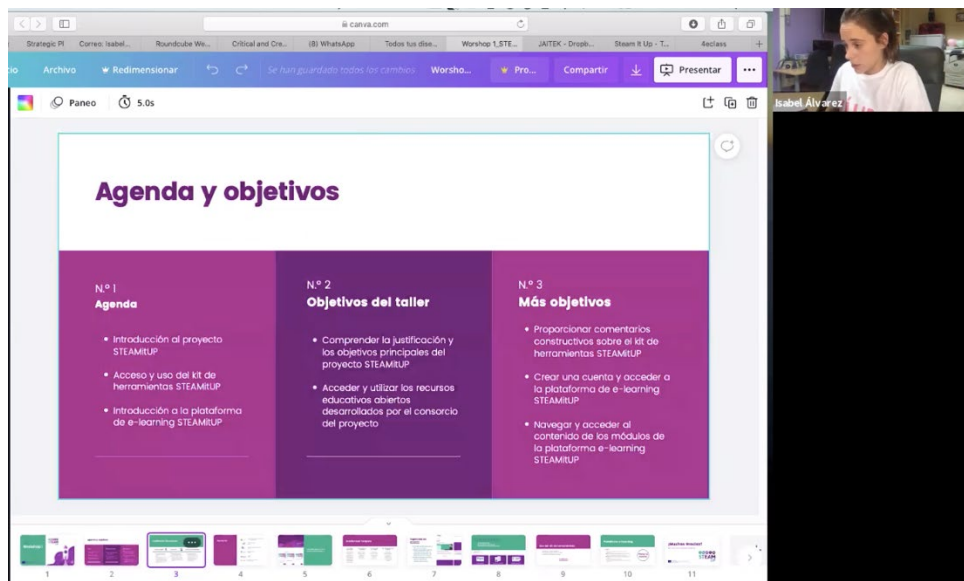 canva.com
Strategic Pl
Correo: Isabel...
Roundcube We...
Critical and Cre...
(8) WhatsApp
Todos tus dise...
Worshop 1_STE...
JAITEK - Dropb...
Steam It Up - T...
4eclass
cio
Archivo
Redimensionar
Se han guardado todos los cambios
Worsho...
Pro...
Compartir
Presentar
Paneo
5.0s
Isabel Álvarez
Agenda y objetivos
N.º 1
Agenda
• Introducción al proyecto
STEAMitUP
• Acceso y uso del kit de
herramientas STEAMitUP
• Introducción a la plataforma
de e-learning STEAMitUP
N.º 2
Objetivos del taller
• Comprender la justificación y
los objetivos principales del
proyecto STEAMitUP
• Acceder y utilizar los recursos
educativos abiertos
desarrollados por el consorcio
del proyecto
N.º 3
Más objetivos
• Proporcionar comentarios
constructivos sobre el kit de
herramientas STEAMitUP
• Crear una cuenta y acceder a
la plataforma de e-learning
STEAMitUP
• Navegar y acceder al
contenido de los módulos de
la plataforma e-learning
STEAMitUP
1
2
3
4
5
6
7
8
9
10
11